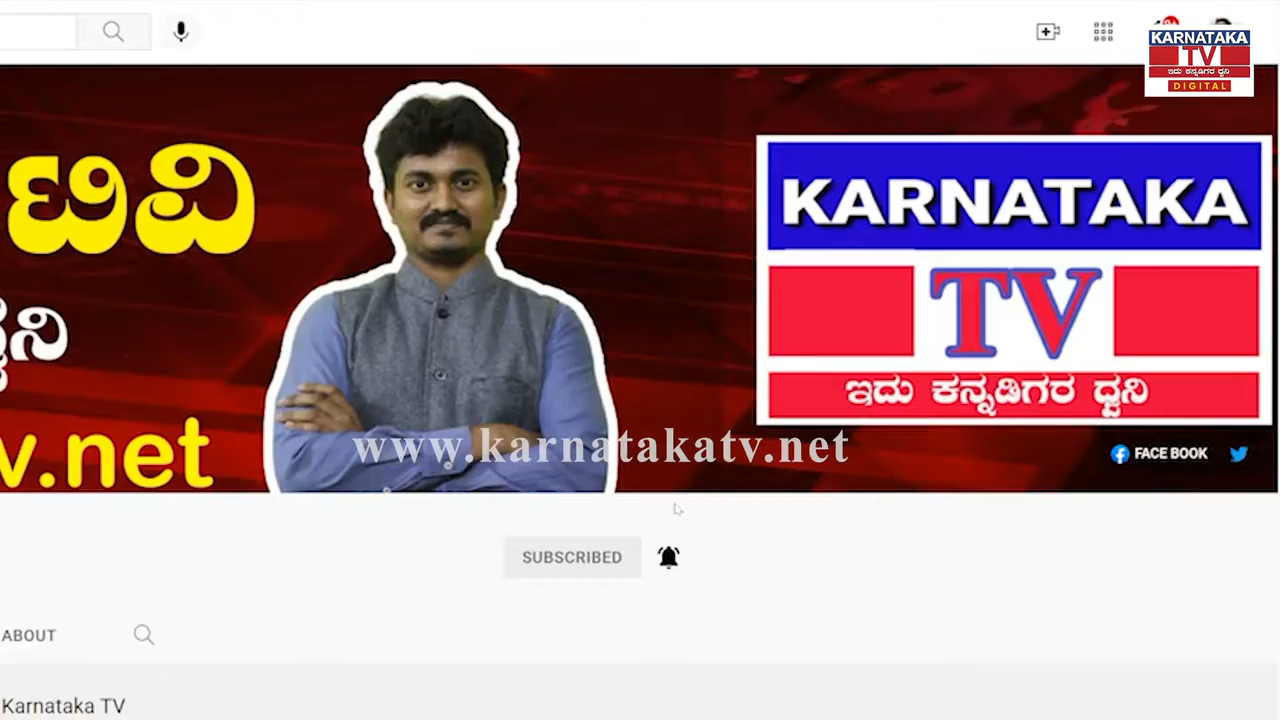 KARNATAKA
TV
ಇದು ಕನ್ನಡಿಗರ ಧ್ವನಿ
DIGITAL
ಟಿವಿ
KARNATAKA
TV
ಇದು ಕನ್ನಡಿಗರ ಧ್ವನಿ
v.net
www.karnatakatv.net
FACE BOOK
SUBSCRIBED
ABOUT
Karnataka TV